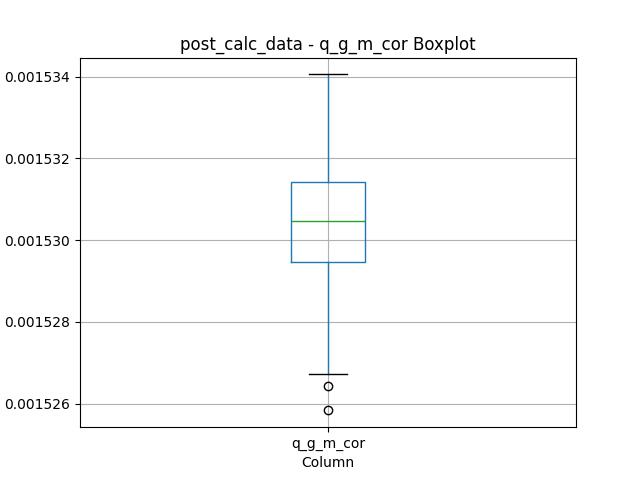 post_calc_data - q_g_m_cor Boxplot
0.001534
0.001532
0.001530
0.001528
0.001526
q_g_m_cor
Column